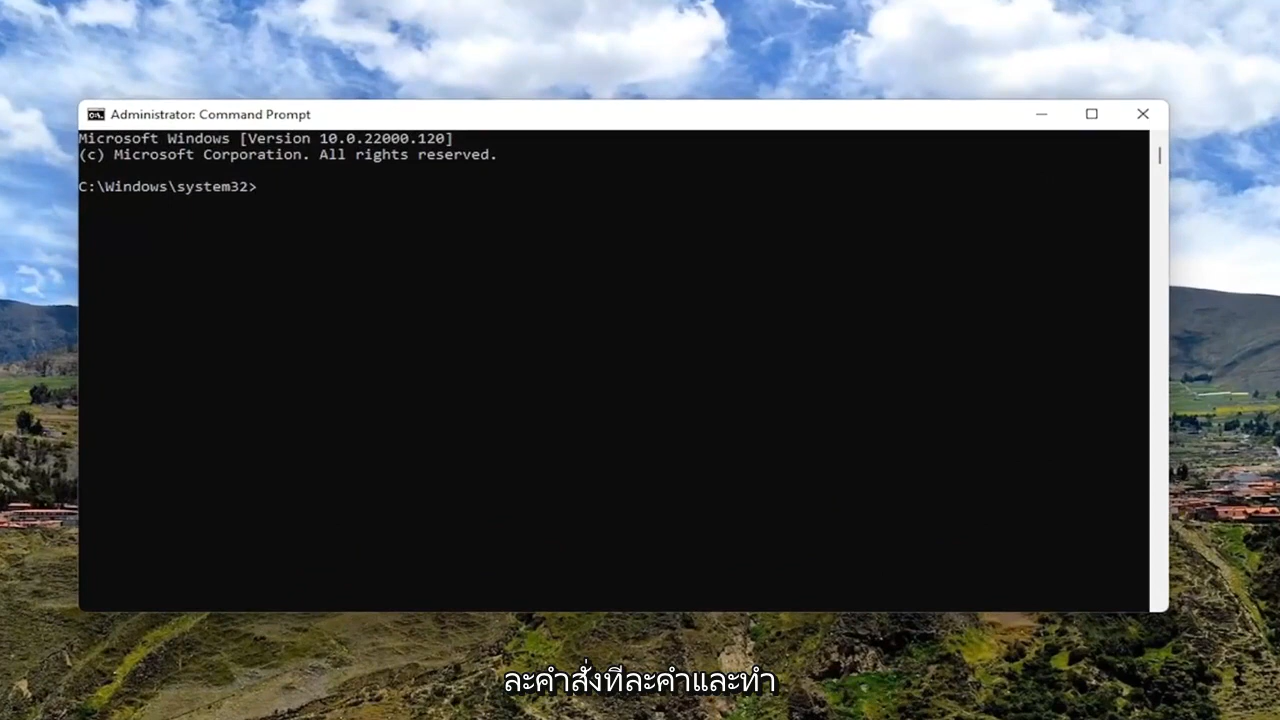 Administrator: Command Prompt
Microsoft Windows [Version 10.0.22000.120]
(c) Microsoft Corporation. All rights reserved.
C:\Windows\system32>
ละคำสั่งทีละคำและทำ